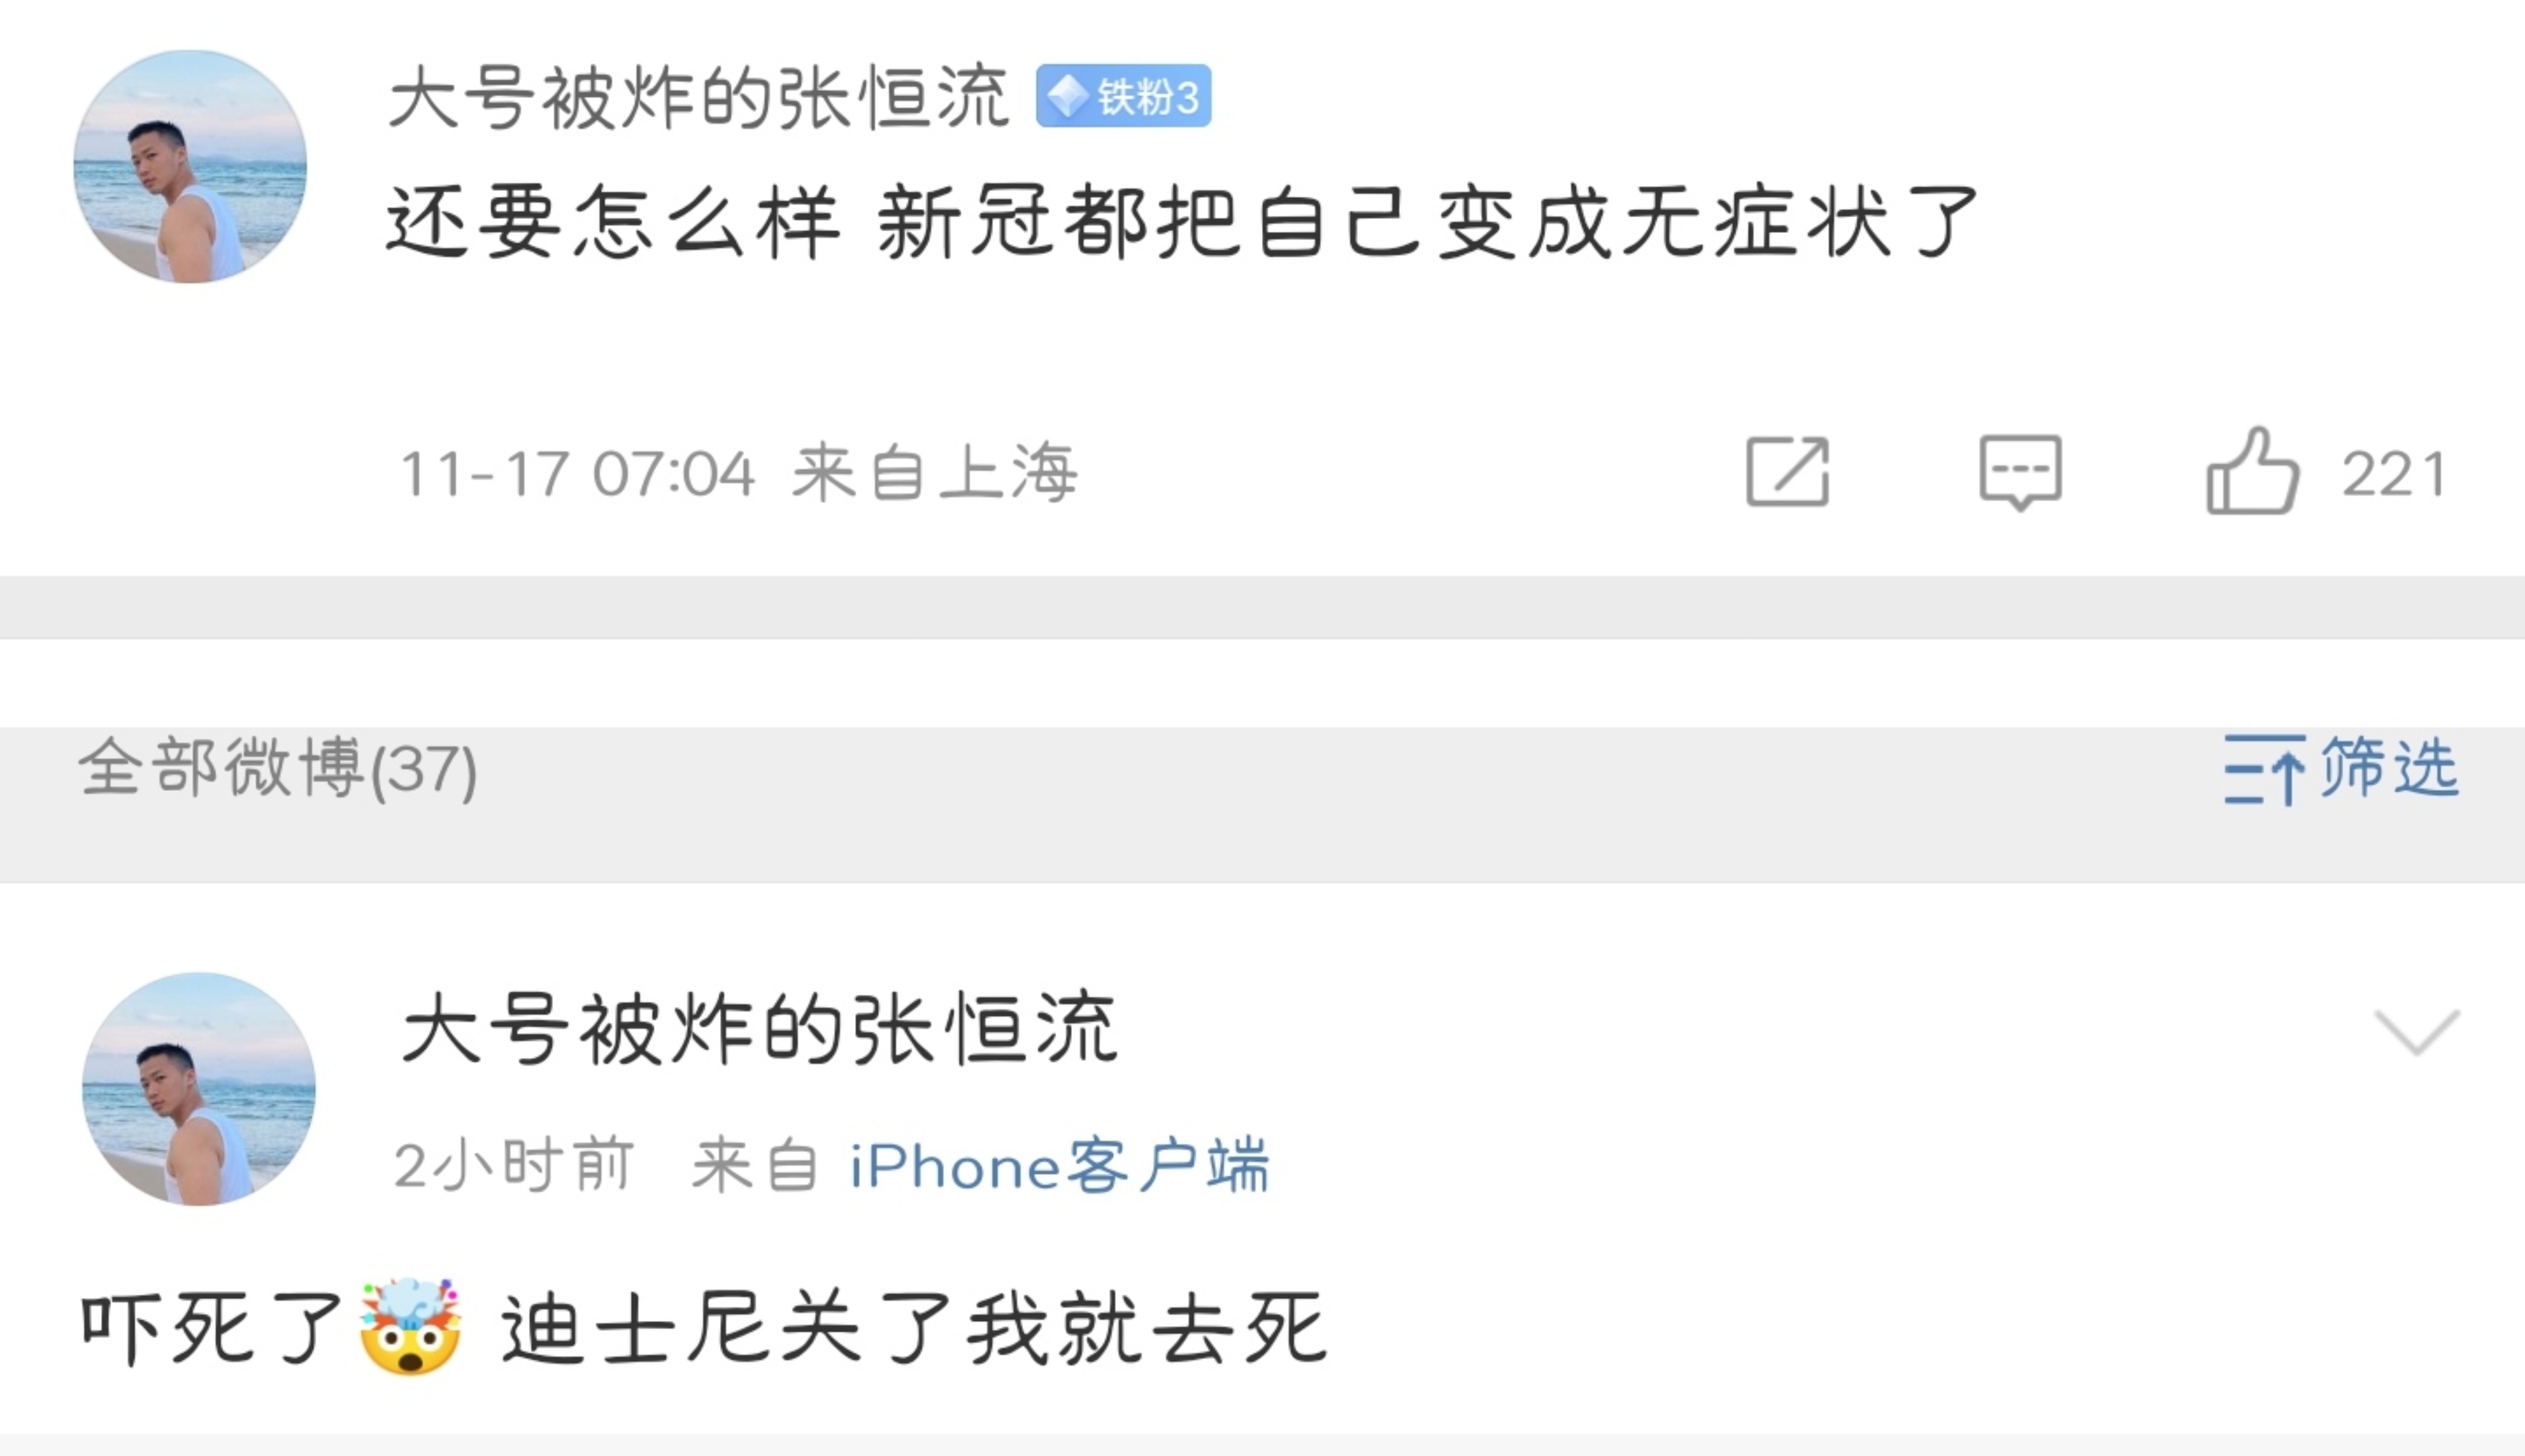 大号被炸的张恒流 铁粉3
还要怎么样 新冠都把自己变成无症状了
11-17 07:04 来自上海 221
全部微博(37) 筛选
大号被炸的张恒流
2小时前 来自 iPhone客户端
吓死了🤯 迪士尼关了我就去死